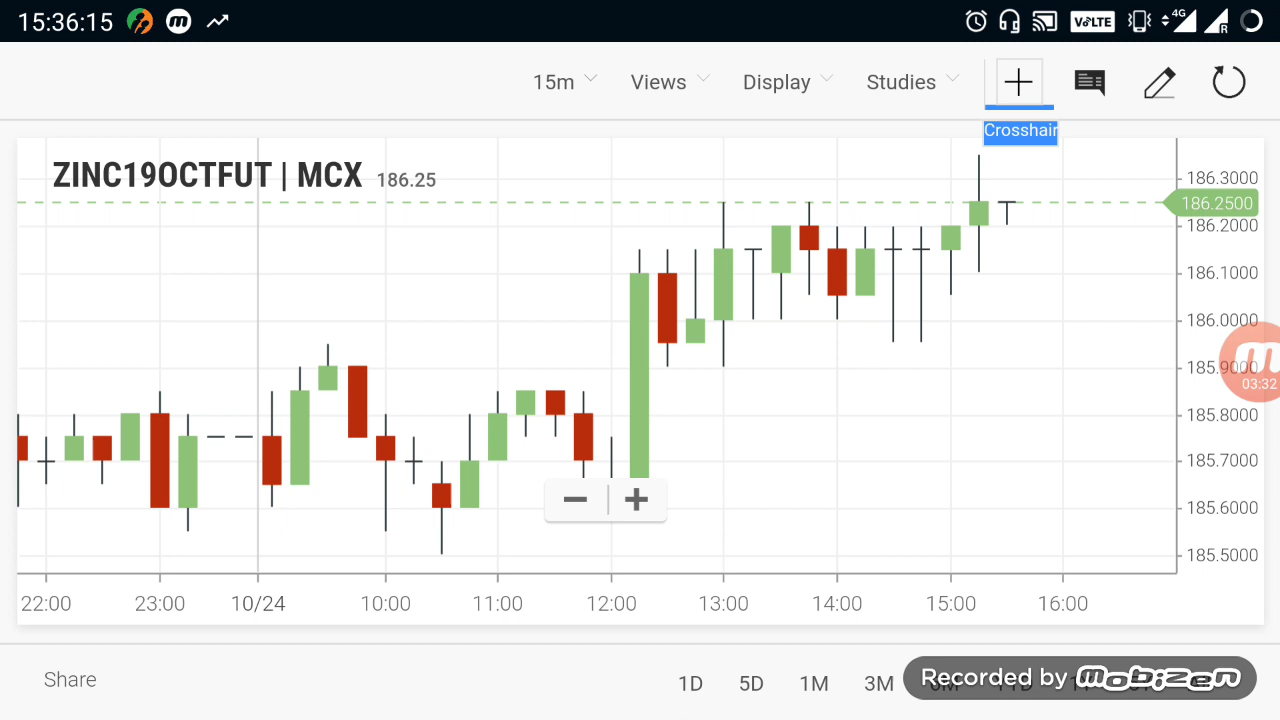 15:36:15 m VoLTE 4G R
15m Views Display Studies
Crosshair
ZINC19OCTFUT | MCX 186.25
186.3000
186.2500
186.2000
186.1000
186.0000
185.9000
03:32
185.8000
185.7000
185.6000
185.5000
22:00 23:00 10/24 10:00 11:00 12:00 13:00 14:00 15:00 16:00
Share 1D 5D 1M 3M
Recorded by mobizen